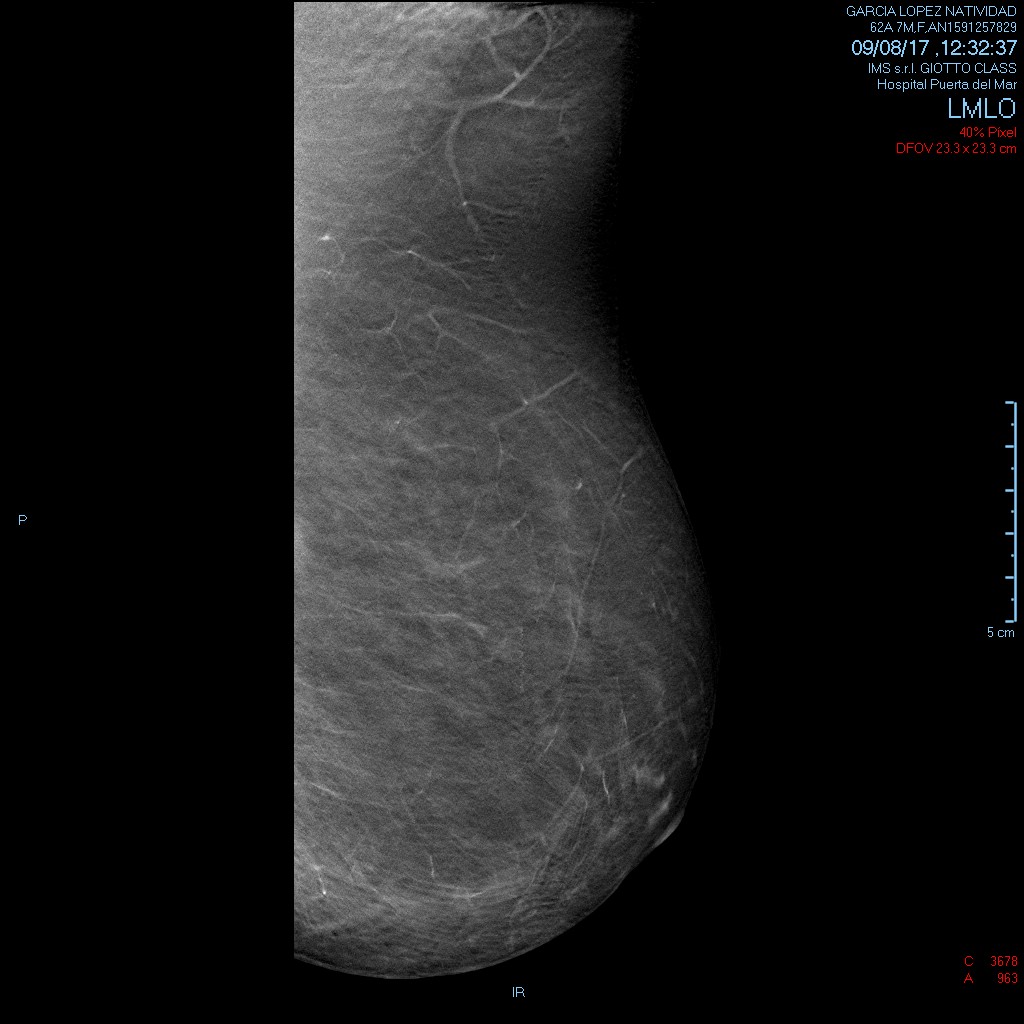 GARCIA LOPEZ NATIVIDAD
62A 7M,F,AN1591257829
09/08/17 ,12:32:37
IMS s.r.l. GIOTTO CLASS
Hospital Puerta del Mar
LMLO
40% Pixel
DFOV 23.3 x 23.3 cm
P
5 cm
C 3678
A 963
IR